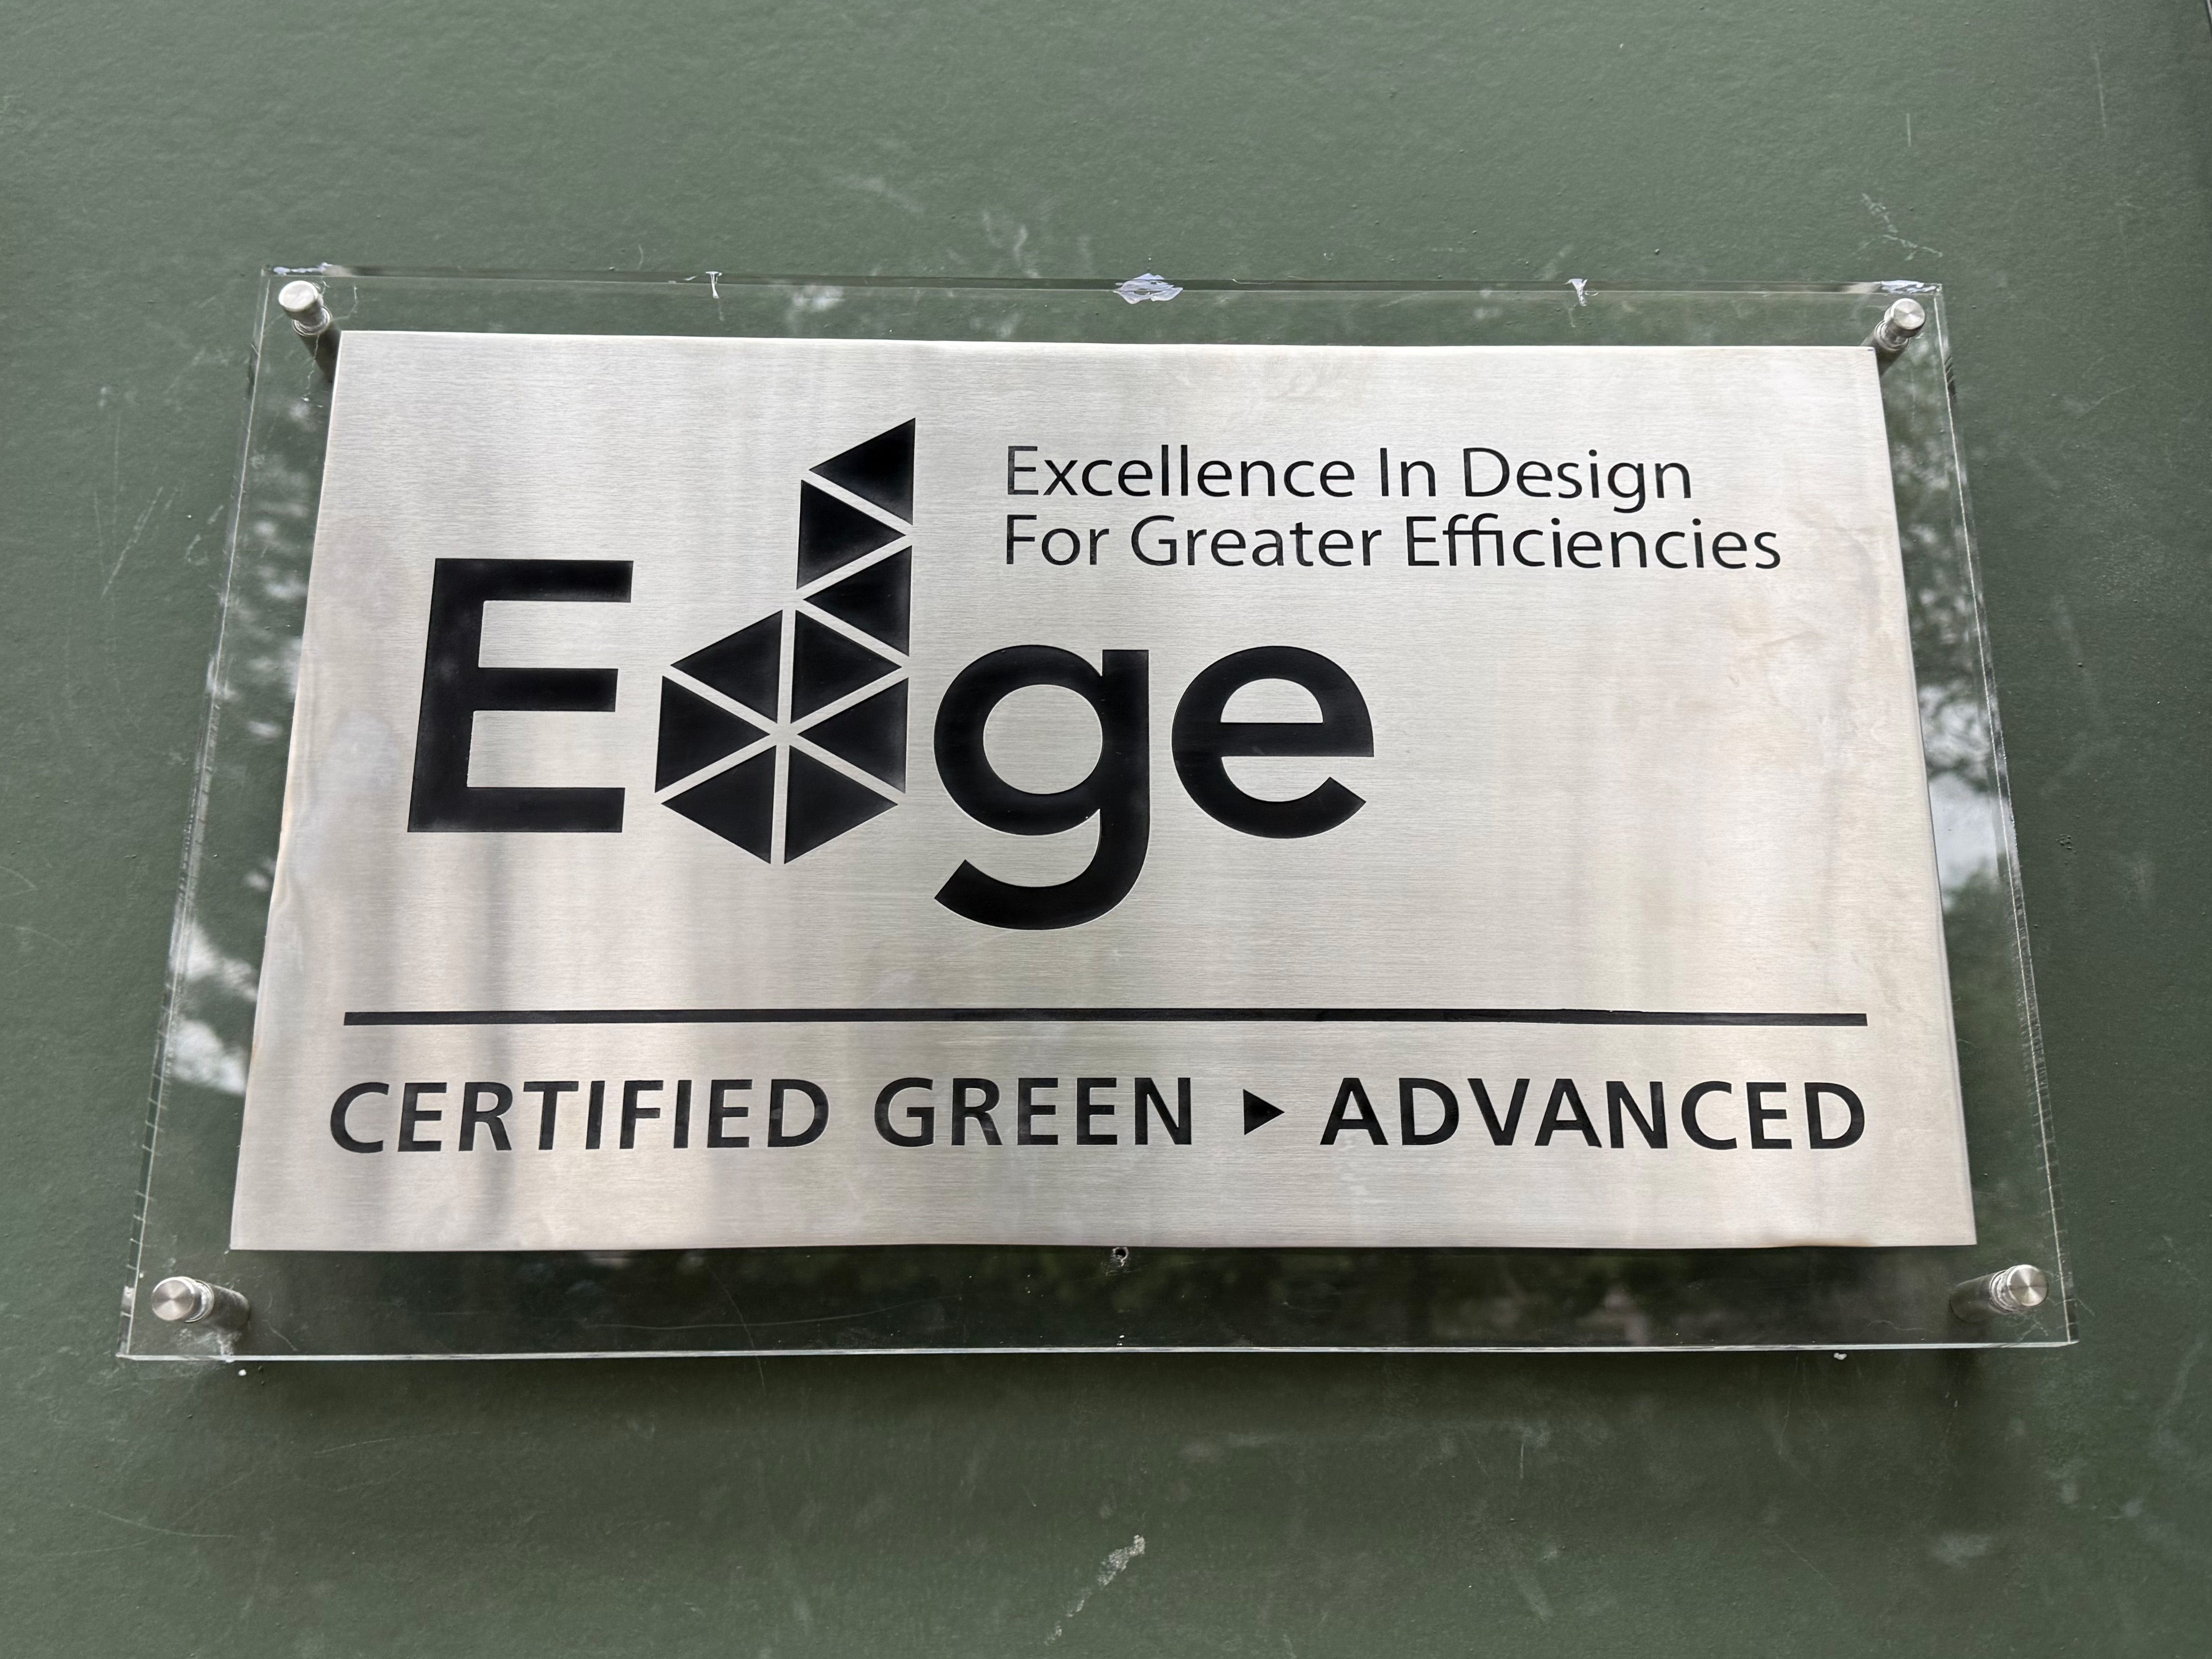 Excellence In Design
For Greater Efficiencies
Edge
CERTIFIED GREEN ▶ ADVANCED